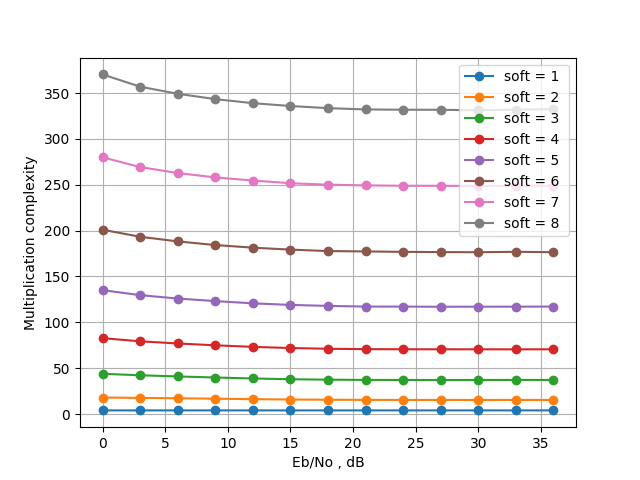 350
300
250
200
150
100
50
0
Multiplication complexity
soft = 1
soft = 2
soft = 3
soft = 4
soft = 5
soft = 6
soft = 7
soft = 8
0 5 10 15 20 25 30 35
Eb/No , dB